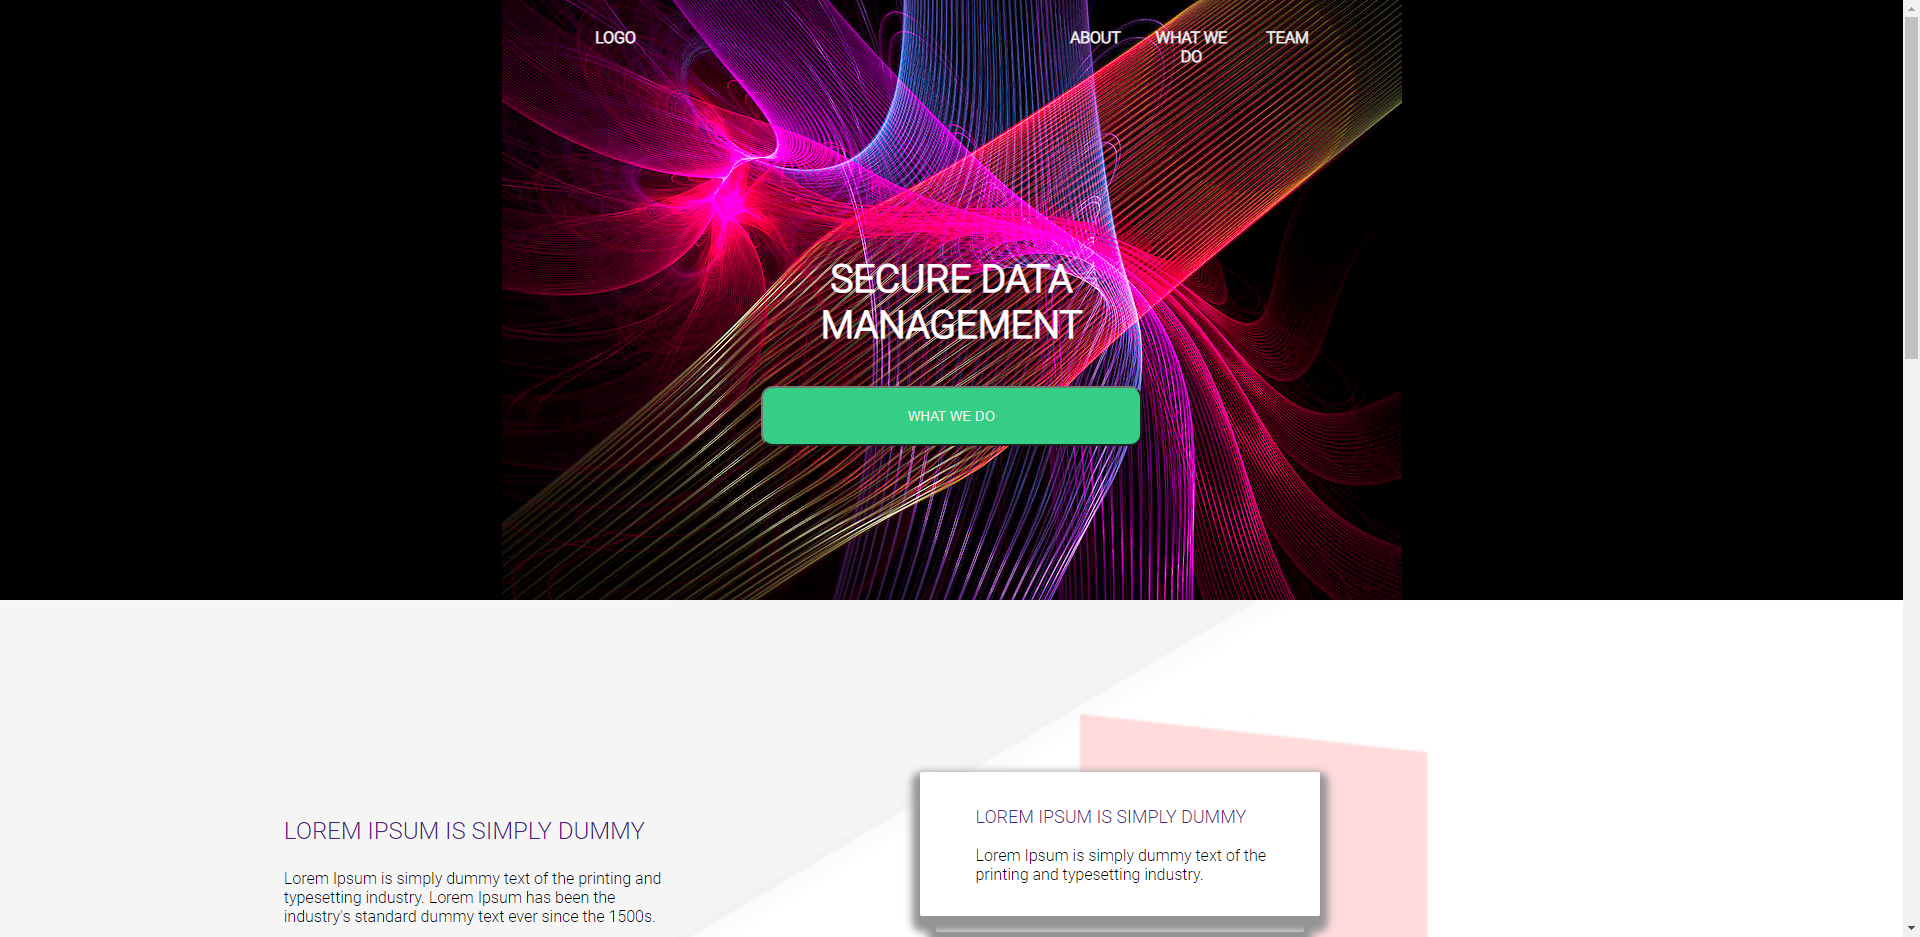 LOGO
ABOUT
WHAT WE
DO
TEAM
SECURE DATA
MANAGEMENT
WHAT WE DO
LOREM IPSUM IS SIMPLY DUMMY
Lorem Ipsum is simply dummy text of the printing and
typesetting industry. Lorem Ipsum has been the
industry's standard dummy text ever since the 1500s.
LOREM IPSUM IS SIMPLY DUMMY
Lorem Ipsum is simply dummy text of the
printing and typesetting industry.